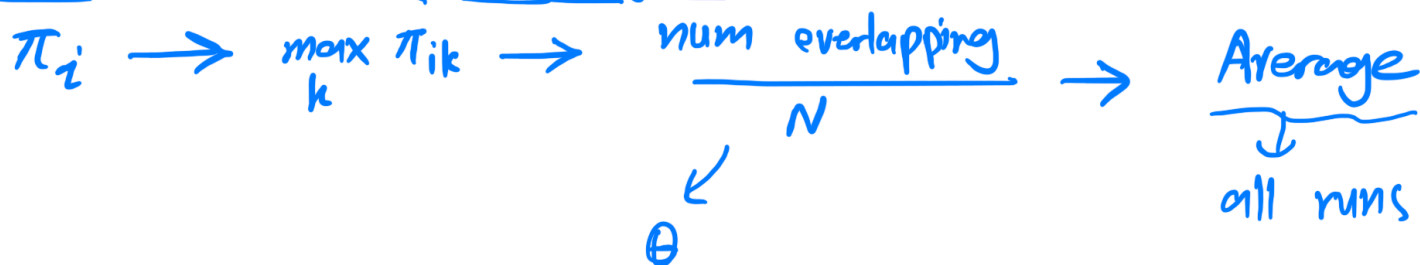 π_i → max_k π_ik → num overlapping / N → Average
θ
all runs